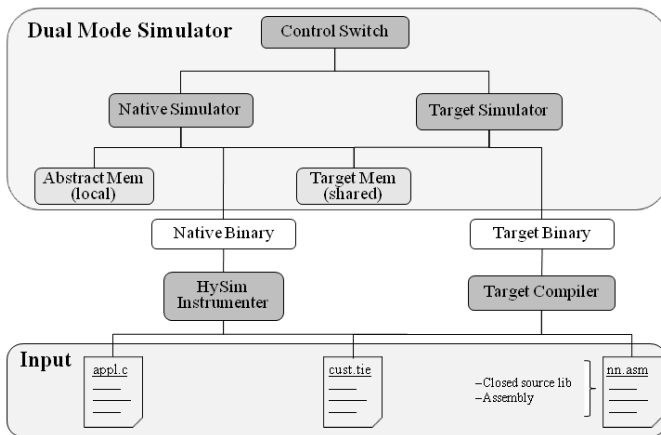 Dual Mode Simulator
Control Switch
Native Simulator
Target Simulator
Abstract Mem
(local)
Target Mem
(shared)
Native Binary
Target Binary
HySim
Instrumenter
Target Compiler
Input
appl.c
cust.tie
nn.asm
–Closed source lib
–Assembly